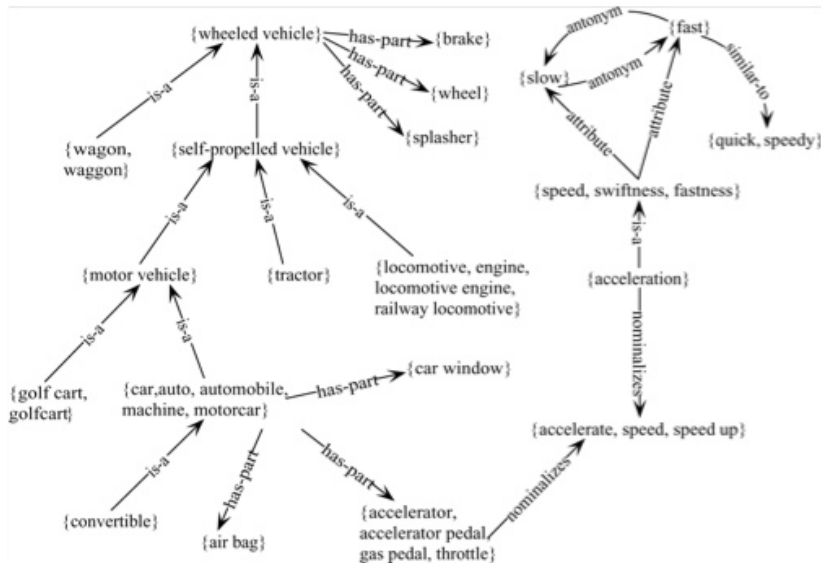 {wheeled vehicle}
has-part
{brake}
has-part
{wheel}
has-part
{splasher}
is-a
is-a
{wagon,
waggon}
{self-propelled vehicle}
is-a
is-a
is-a
{motor vehicle}
{tractor}
{locomotive, engine,
locomotive engine,
railway locomotive}
is-a
is-a
{golf cart,
golfcart}
{car,auto, automobile,
machine, motorcar}
has-part
{car window}
is-a
has-part
has-part
{convertible}
{air bag}
{accelerator,
accelerator pedal,
gas pedal, throttle}
nominalizes
antonym
{fast}
{slow}
antonym
similar-to
attribute
attribute
{quick, speedy}
{speed, swiftness, fastness}
is-a
{acceleration}
nominalizes
{accelerate, speed, speed up}